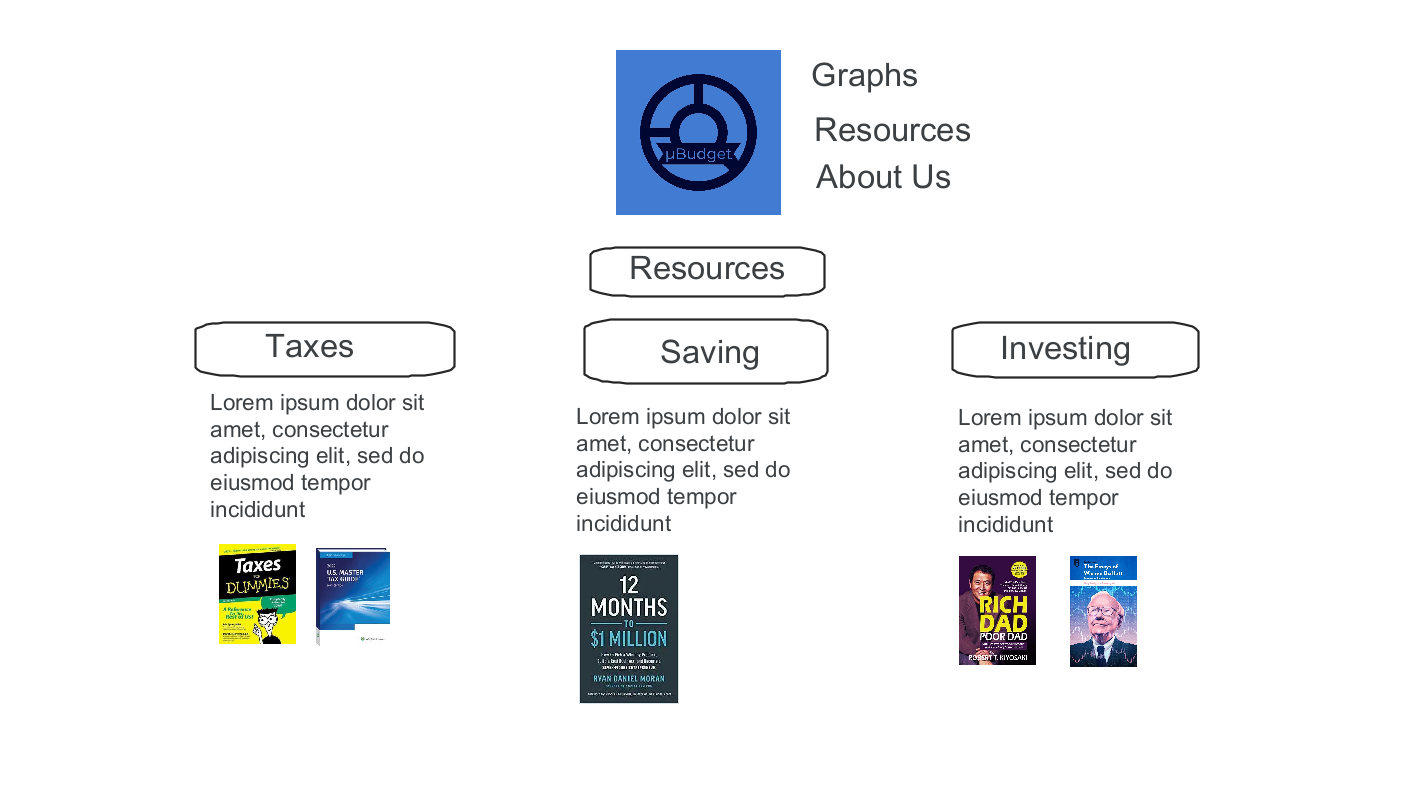 Graphs
Resources
About Us
µBudget
Resources
Taxes
Lorem ipsum dolor sit
amet, consectetur
adipiscing elit, sed do
eiusmod tempor
incididunt
Taxes
FOR
DUMMIES
A Reference
for the
Rest of Us!
U.S. MASTER
TAX GUIDE
Saving
Lorem ipsum dolor sit
amet, consectetur
adipiscing elit, sed do
eiusmod tempor
incididunt
12
MONTHS
TO
$1 MILLION
RYAN DANIEL MORAN
Investing
Lorem ipsum dolor sit
amet, consectetur
adipiscing elit, sed do
eiusmod tempor
incididunt
RICH
DAD
POOR DAD
ROBERT T. KIYOSAKI
The Essays of
Warren Buffett